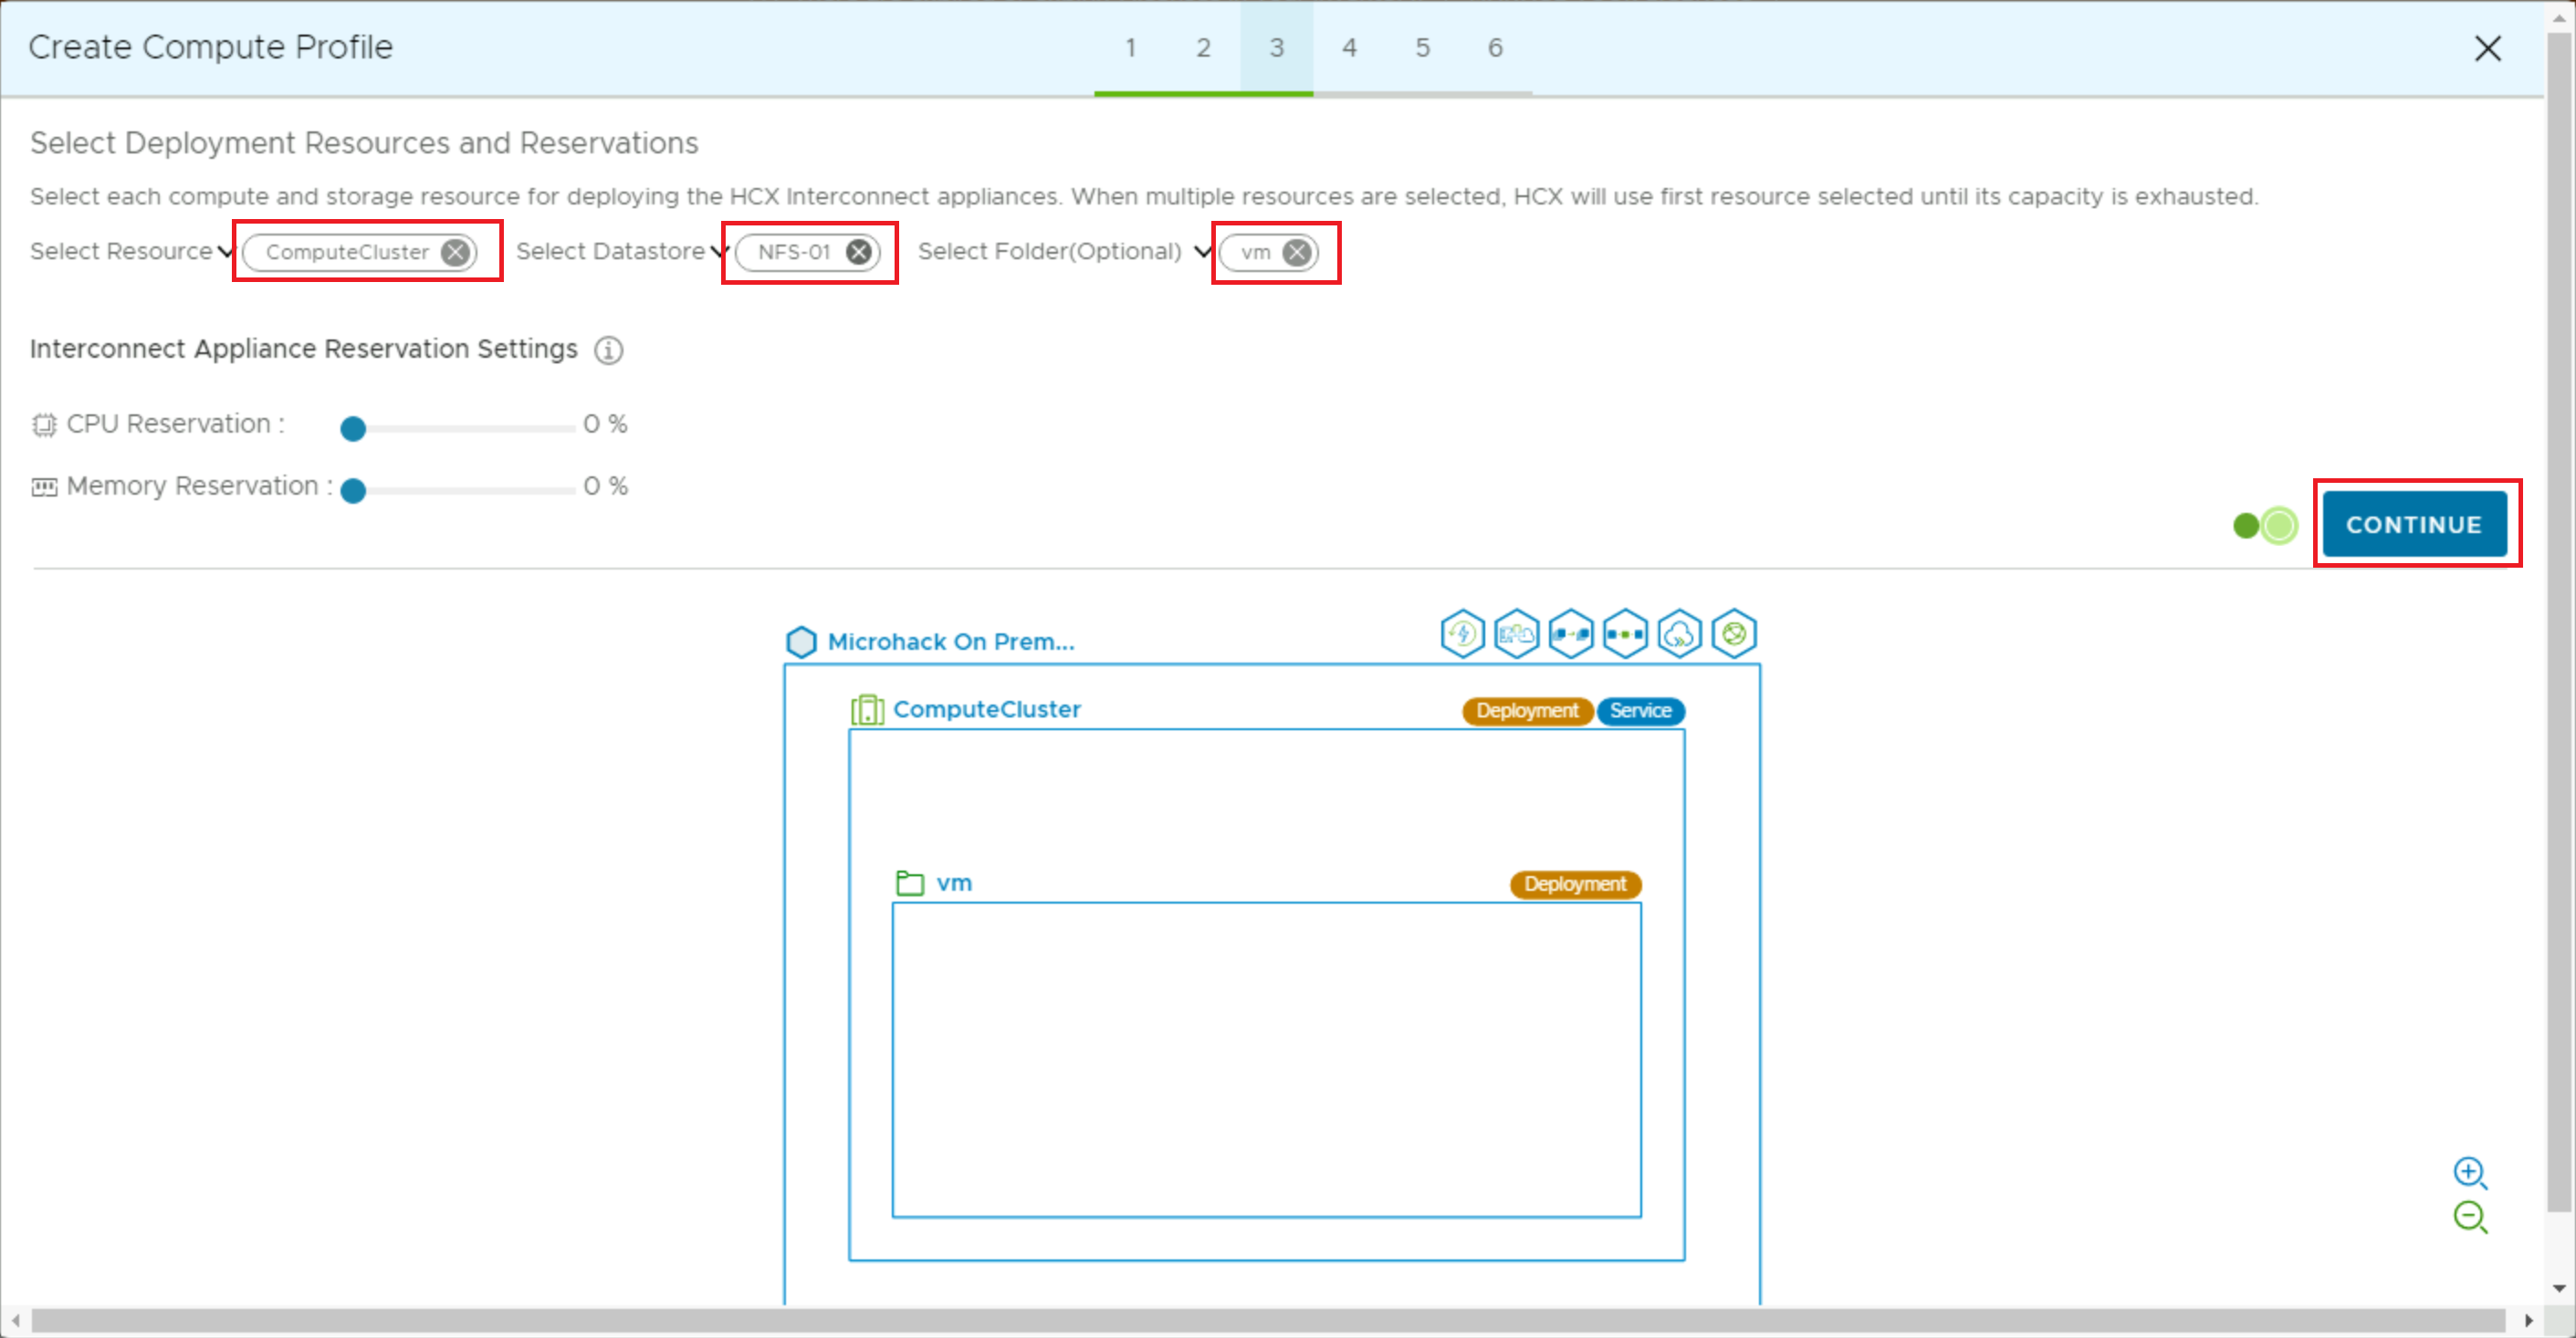 Create Compute Profile 1 2 3 4 5 6
Select Deployment Resources and Reservations
Select each compute and storage resource for deploying the HCX Interconnect appliances. When multiple resources are selected, HCX will use first resource selected until its capacity is exhausted.
Select Resource ComputeCluster Select Datastore NFS-01 Select Folder(Optional) vm
Interconnect Appliance Reservation Settings
CPU Reservation : 0 %
Memory Reservation : 0 %
CONTINUE
Microhack On Prem...
ComputeCluster Deployment Service
vm Deployment